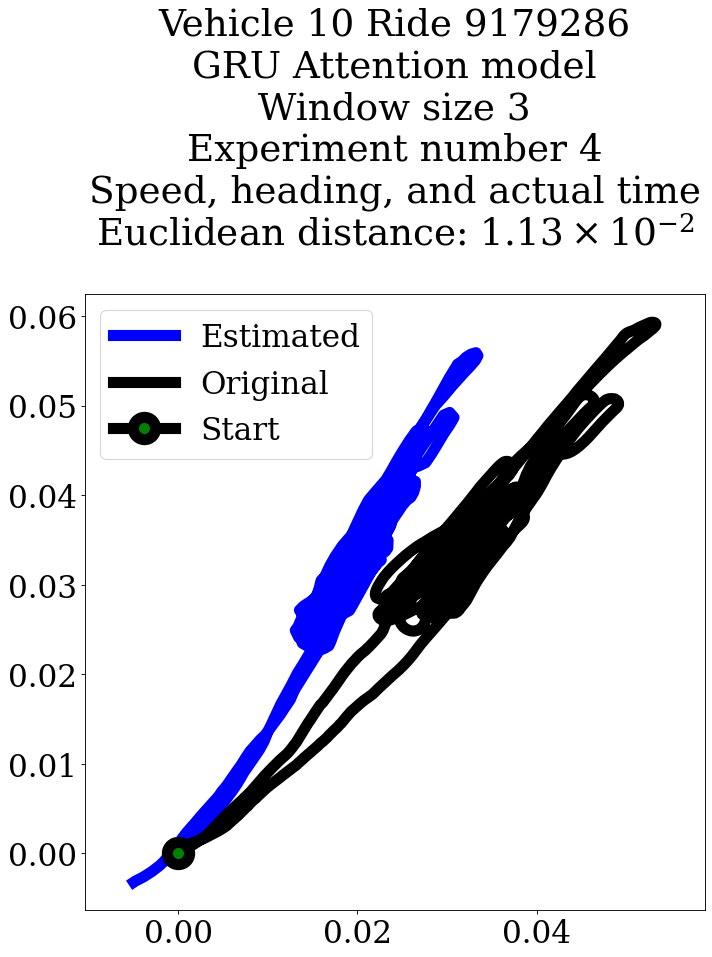 Vehicle 10 Ride 9179286
GRU Attention model
Window size 3
Experiment number 4
Speed, heading, and actual time
Euclidean distance: 1.13 × 10⁻²
Estimated
Original
Start
0.06
0.05
0.04
0.03
0.02
0.01
0.00
0.00 0.02 0.04